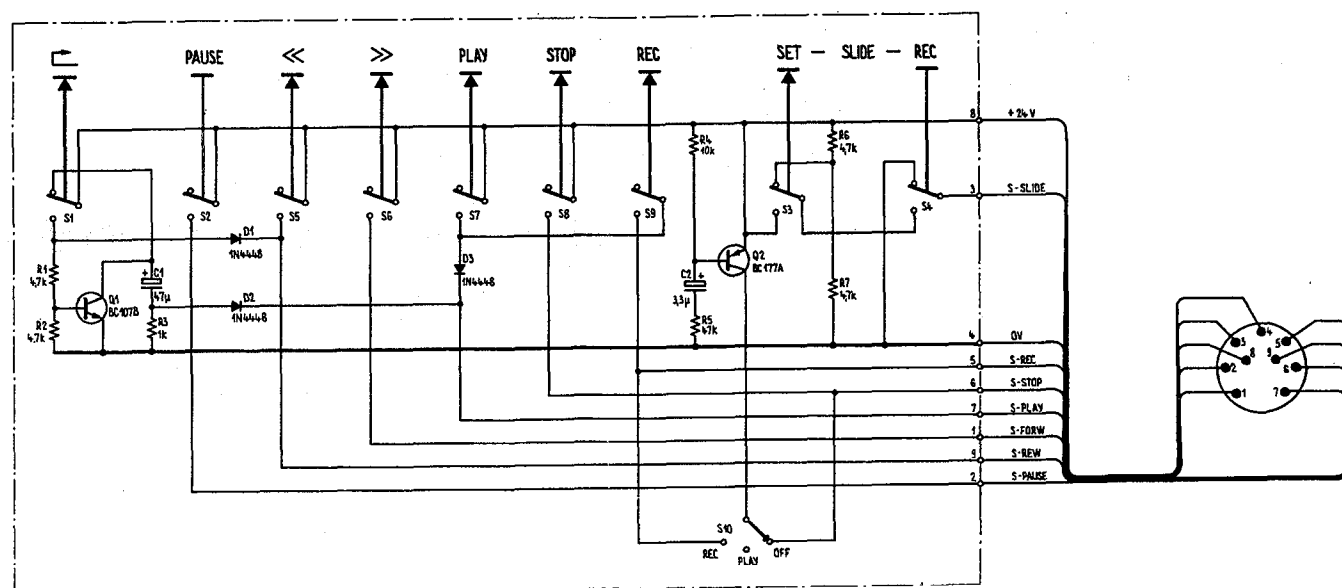 PAUSE << >> PLAY STOP REC SET - SLIDE - REC
8 +24V
R4 10k
R6 4,7k
S1 S2 S5 S6 S7 S8 S9 S3 S4
3 S-SLIDE
D1 1N4448
R1 4,7k
Q1 BC107B
+ C1 47µ
D3 1N4448
Q2 BC177A
C2 + 3,3µ
R7 4,7k
R2 4,7k
R3 1k
D2 1N4448
R5 47k
4 0V
5 S-REC
6 S-STOP
7 S-PLAY
1 S-FORW
9 S-REW
2 S-PAUSE
S10
REC PLAY OFF
4
3 5
8 9
2 6
1 7